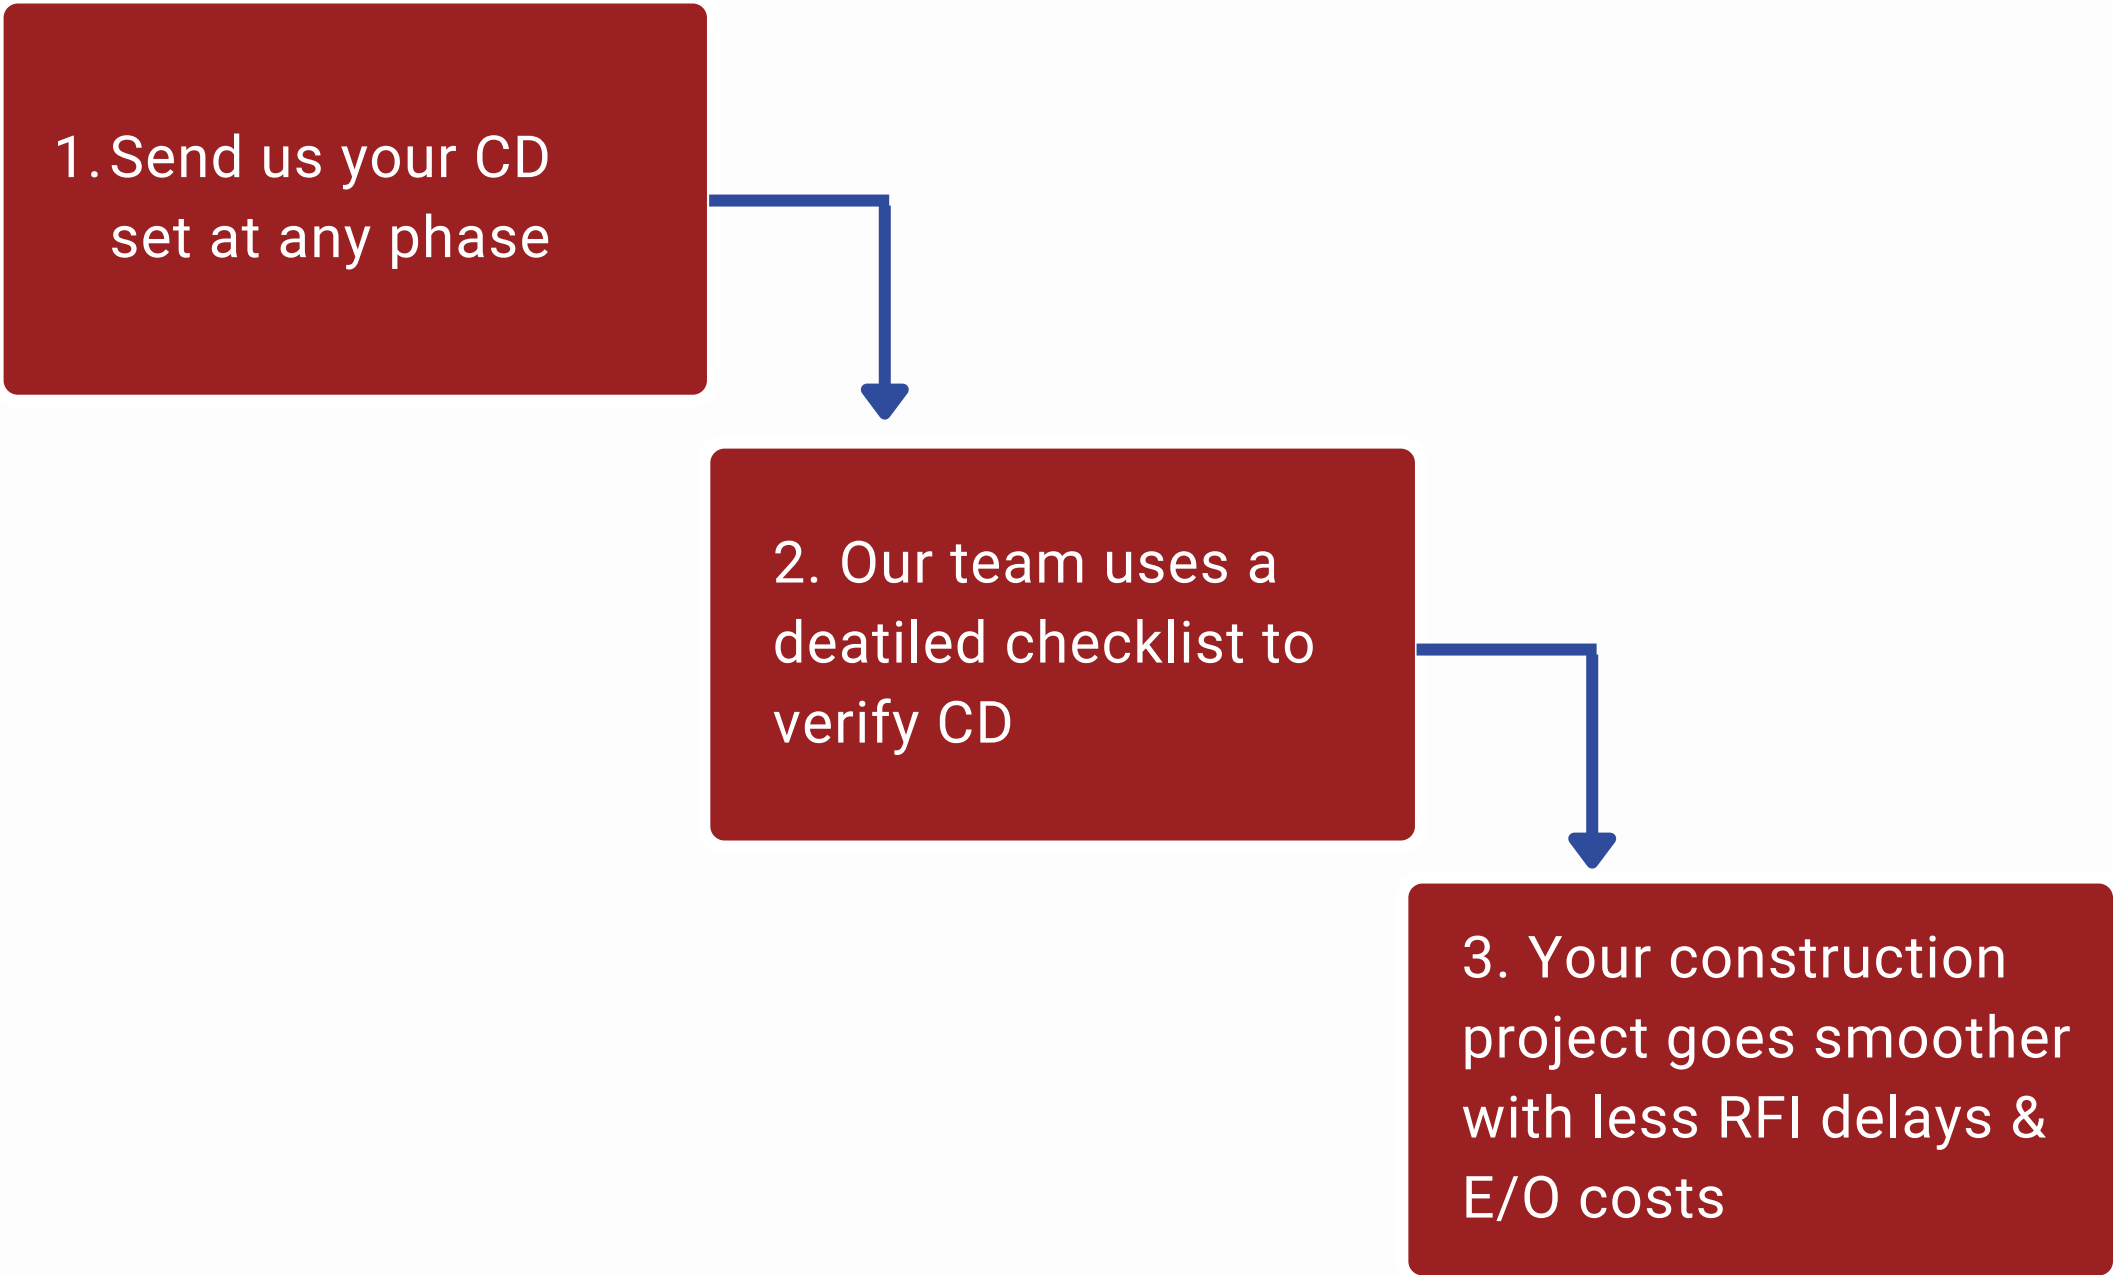 1. Send us your CD
set at any phase
2. Our team uses a
deatiled checklist to
verify CD
3. Your construction
project goes smoother
with less RFI delays &
E/O costs